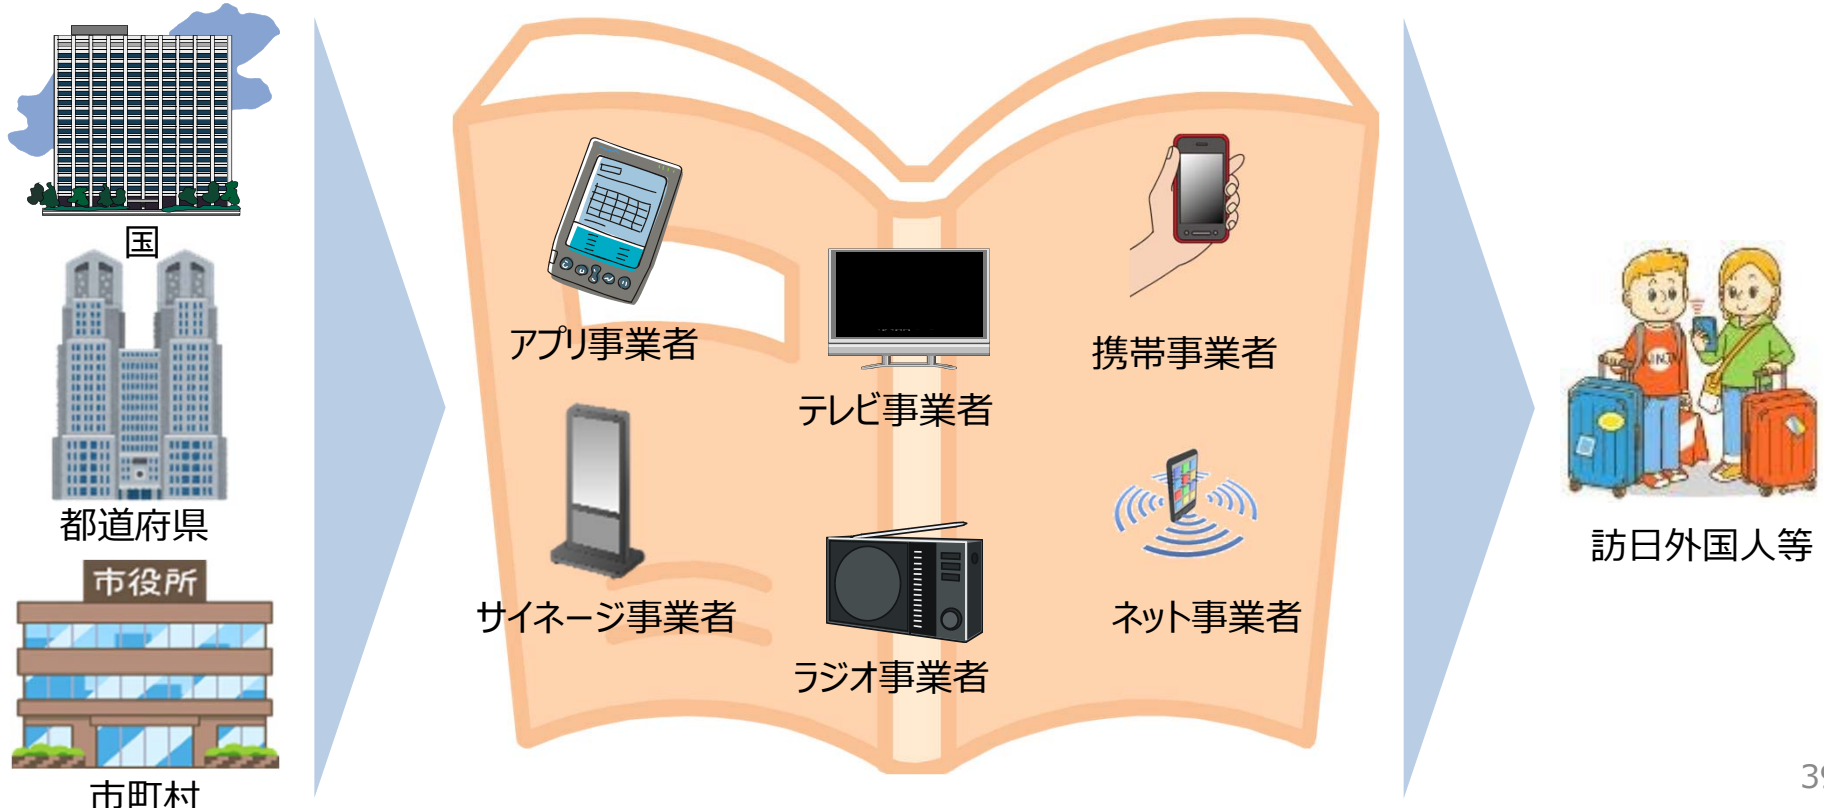 国
都道府県
市役所
市町村
アプリ事業者
携帯事業者
テレビ事業者
サイネージ事業者
ネット事業者
ラジオ事業者
訪日外国人等
39